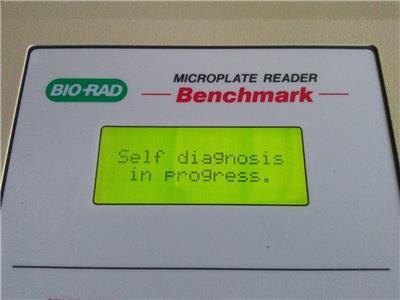 BIO-RAD
MICROPLATE READER
Benchmark
Self diagnosis
in progress.